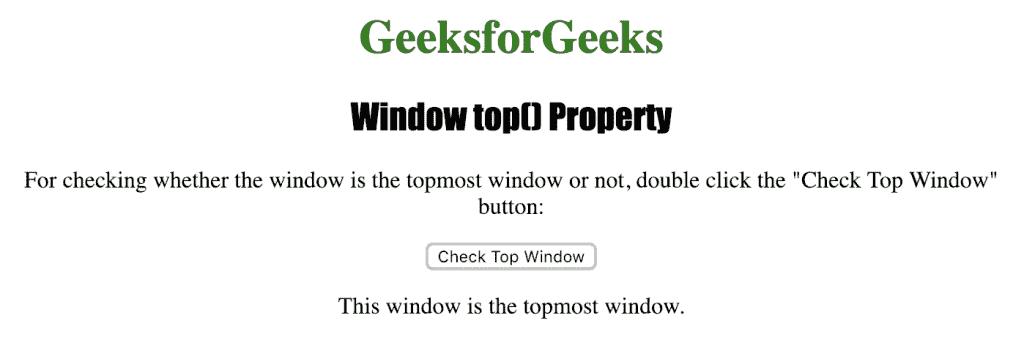 GeeksforGeeks
Window top() Property
For checking whether the window is the topmost window or not, double click the "Check Top Window"
button:
Check Top Window
This window is the topmost window.